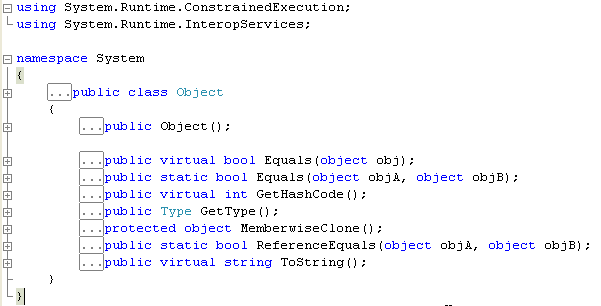 using System.Runtime.ConstrainedExecution;
using System.Runtime.InteropServices;
namespace System
{
...public class Object
{
...public Object();
...public virtual bool Equals(object obj);
...public static bool Equals(object objA, object objB);
...public virtual int GetHashCode();
...public Type GetType();
...protected object MemberwiseClone();
...public static bool ReferenceEquals(object objA, object objB);
...public virtual string ToString();
}
}